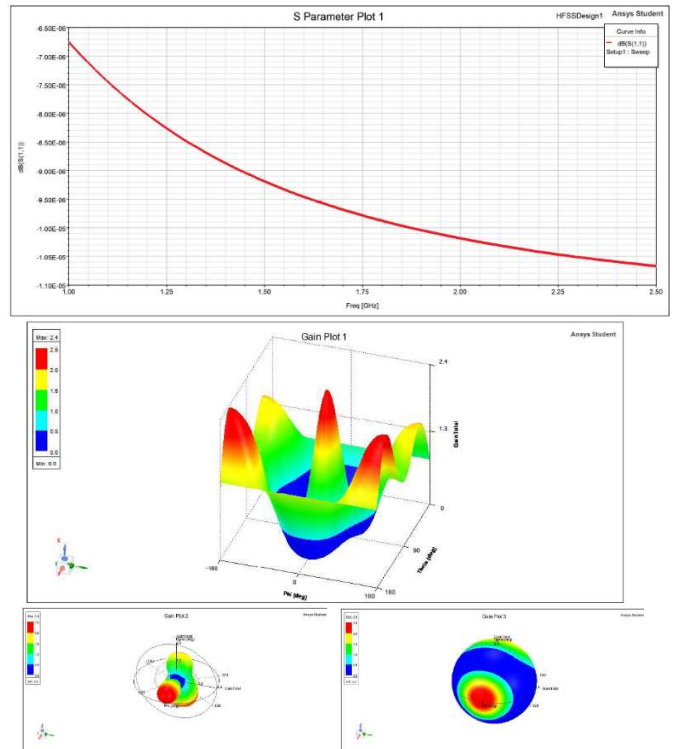 S Parameter Plot 1
HFSSDesign1
Ansys Student
Curve Info
dB(S(1,1))
Setup1 : Sweep
-6.50E-06
-7.00E-06
-7.50E-06
-8.00E-06
-8.50E-06
-9.00E-06
-9.50E-06
-1.00E-05
-1.05E-05
-1.10E-05
dB(S(1,1))
1.00
1.25
1.50
1.75
2.00
2.25
2.50
Freq [GHz]
Gain Plot 1
Ansys Student
Max: 2.4
2.5
2.0
1.5
1.0
0.5
0.0
Min: 0.0
2.4
1.3
0
GainTotal
-180
0
180
180
90
Phi [deg]
Theta [deg]
X
Gain Plot 2
Ansys Student
Gain Plot 3
Ansys Student